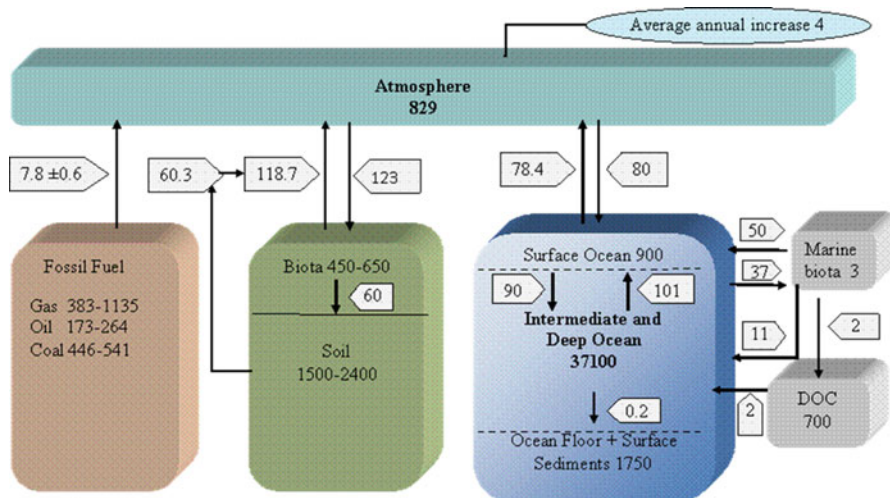 Average annual increase 4
Atmosphere
829
7.8 ±0.6
60.3
118.7
123
78.4
80
Fossil Fuel
Gas 383-1135
Oil 173-264
Coal 446-541
Biota 450-650
60
Soil
1500-2400
Surface Ocean 900
90
101
Intermediate and
Deep Ocean
37100
0.2
Ocean Floor + Surface
Sediments 1750
50
37
11
Marine
biota 3
2
2
DOC
700